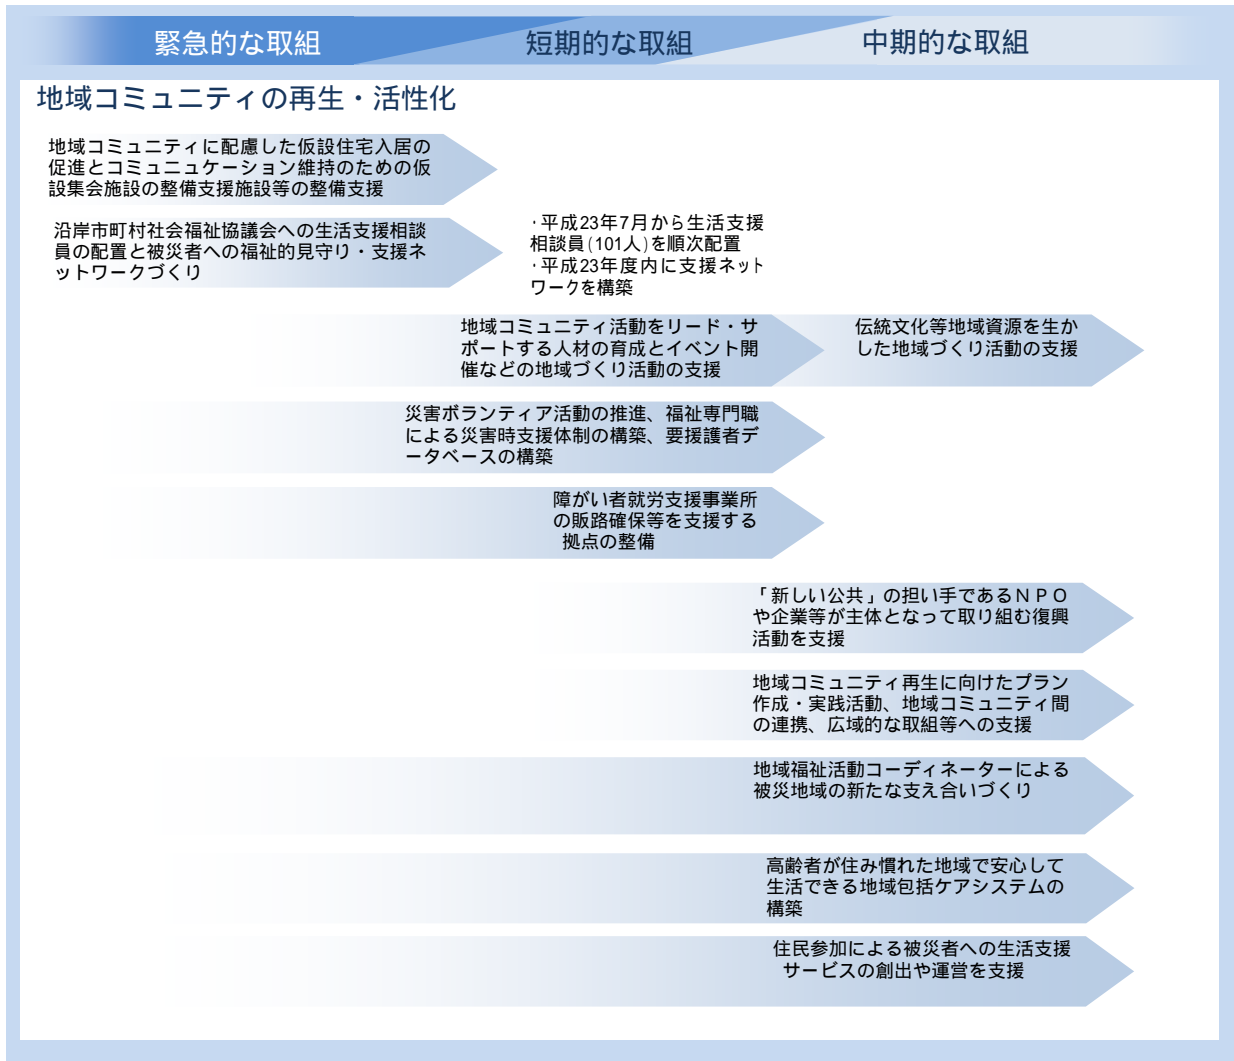 緊急的な取組
短期的な取組
中期的な取組
地域コミュニティの再生・活性化
地域コミュニティに配慮した仮設住宅入居の
促進とコミュニュケーション維持のための仮
設集会施設の整備支援施設等の整備支援
沿岸市町村社会福祉協議会への生活支援相談
員の配置と被災者への福祉的見守り・支援ネ
ットワークづくり
・平成23年7月から生活支援
相談員(101人)を順次配置
・平成23年度内に支援ネット
ワークを構築
地域コミュニティ活動をリード・サ
ポートする人材の育成とイベント開
催などの地域づくり活動の支援
伝統文化等地域資源を生か
した地域づくり活動の支援
災害ボランティア活動の推進、福祉専門職
による災害時支援体制の構築、要援護者デ
ータベースの構築
障がい者就労支援事業所
の販路確保等を支援する
拠点の整備
「新しい公共」の担い手であるＮＰＯ
や企業等が主体となって取り組む復興
活動を支援
地域コミュニティ再生に向けたプラン
作成・実践活動、地域コミュニティ間
の連携、広域的な取組等への支援
地域福祉活動コーディネーターによる
被災地域の新たな支え合いづくり
高齢者が住み慣れた地域で安心して
生活できる地域包括ケアシステムの
構築
住民参加による被災者への生活支援
サービスの創出や運営を支援